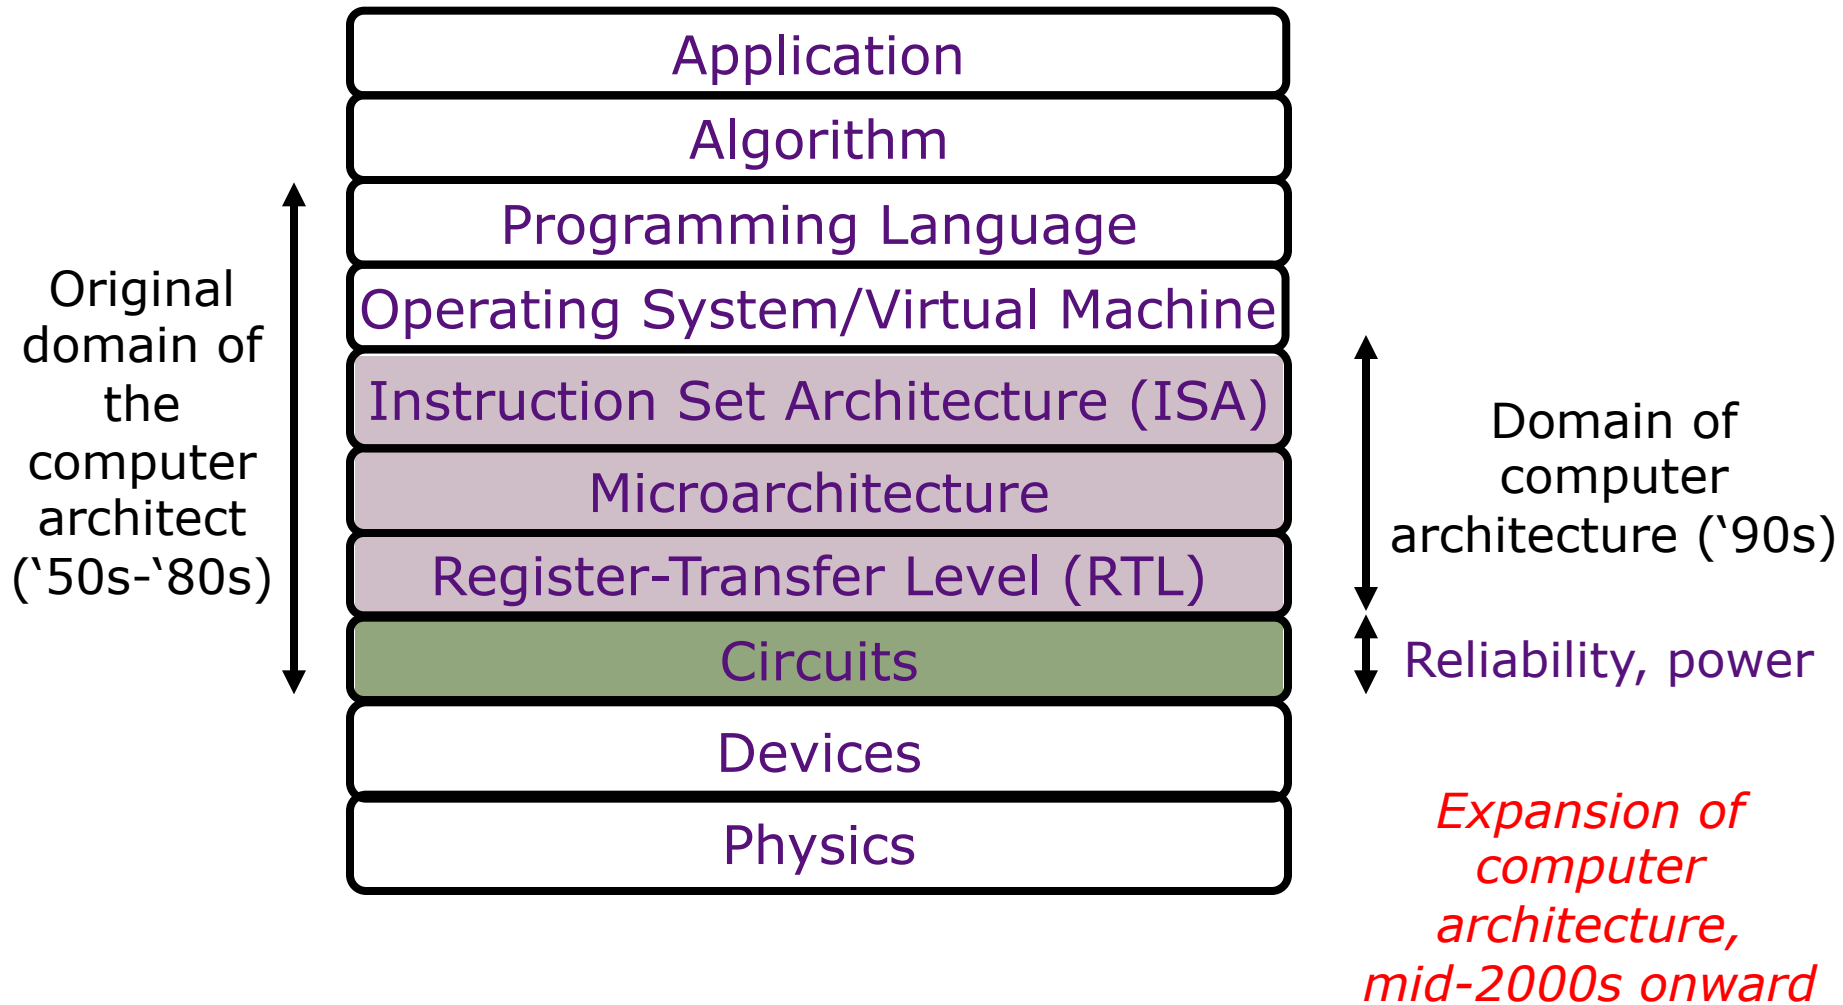 Application
Algorithm
Programming Language
Operating System/Virtual Machine
Instruction Set Architecture (ISA)
Microarchitecture
Register-Transfer Level (RTL)
Circuits
Devices
Physics
Original
domain of
the
computer
architect
(‘50s-‘80s)
Domain of
computer
architecture (‘90s)
Reliability, power
Expansion of
computer
architecture,
mid-2000s onward